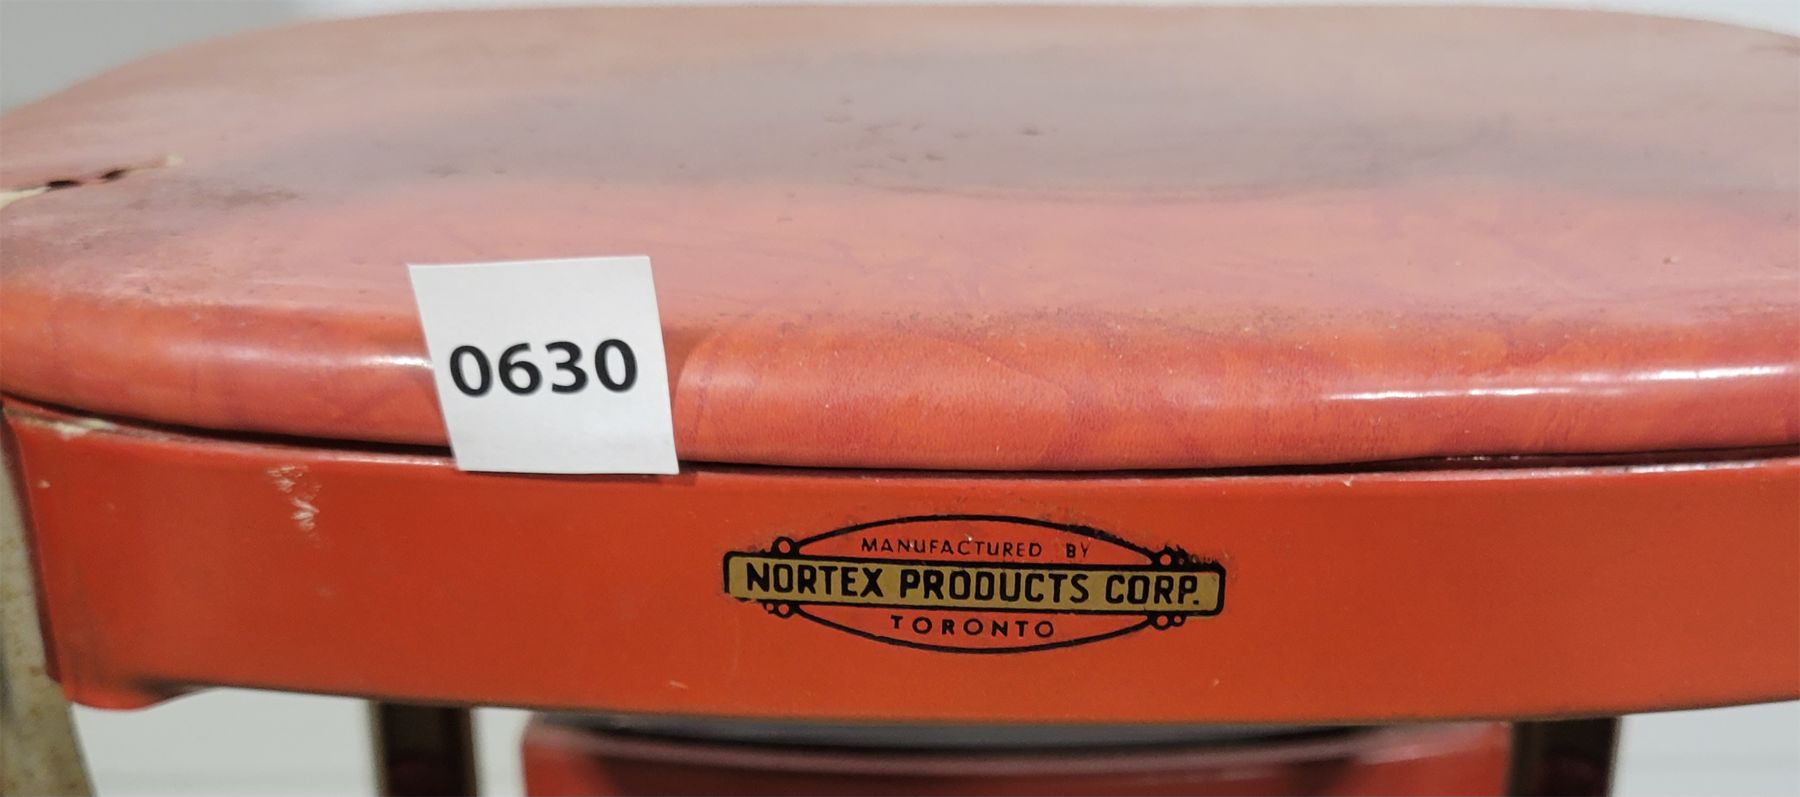 0630
MANUFACTURED BY
NORTEX PRODUCTS CORP.
TORONTO